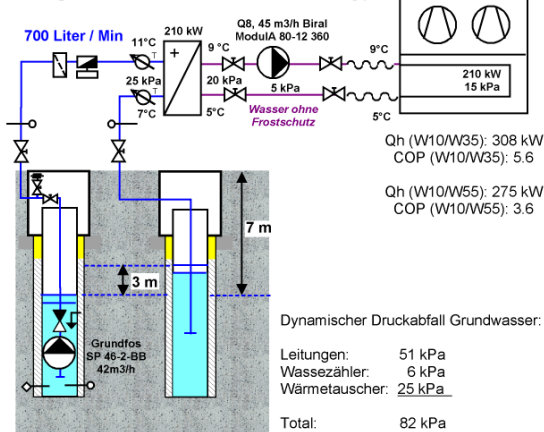 Q8, 45 m3/h Biral
ModulA 80-12 360
700 Liter / Min
11°C
210 kW
9 °C
9°C
T
+
25 kPa
20 kPa
5 kPa
210 kW
15 kPa
T
7°C
5°C
Wasser ohne
Frostschutz
5°C
Qh (W10/W35): 308 kW
COP (W10/W35): 5.6
Qh (W10/W55): 275 kW
COP (W10/W55): 3.6
7 m
3 m
Grundfos
SP 46-2-BB
42m3/h
Dynamischer Druckabfall Grundwasser:
Leitungen: 51 kPa
Wassezähler: 6 kPa
Wärmetauscher: 25 kPa
Total: 82 kPa